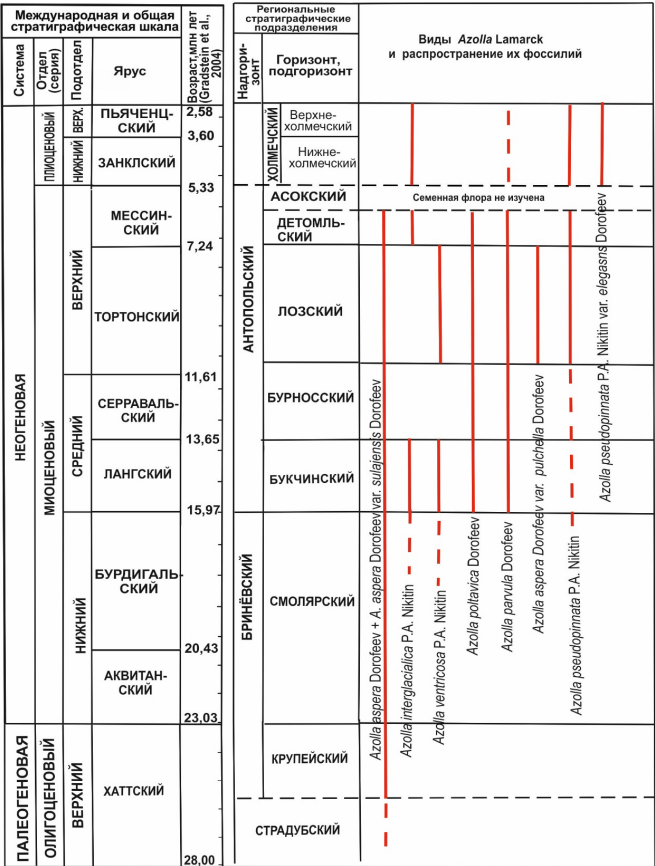 Международная и общая
стратиграфическая шкала
Система
Отдел
(серия)
Подотдел
Ярус
Возраст,млн лет
(Gradstein et al.,
2004)
Региональные
стратиграфические
подразделения
Надгори-
зонт
Горизонт,
подгоризонт
Виды Azolla Lamarck
и распространение их фоссилий
НЕОГЕНОВАЯ
ПАЛЕОГЕНОВАЯ
ПЛИОЦЕНОВЫЙ
МИОЦЕНОВЫЙ
ОЛИГОЦЕНОВЫЙ
ВЕРХ.
НИЖНИЙ
ВЕРХНИЙ
СРЕДНИЙ
НИЖНИЙ
ВЕРХНИЙ
ПЬЯЧЕНЦ-
СКИЙ
ЗАНКЛСКИЙ
МЕССИН-
СКИЙ
ТОРТОНСКИЙ
СЕРРАВАЛЬ-
СКИЙ
ЛАНГСКИЙ
БУРДИГАЛЬ-
СКИЙ
АКВИТАН-
СКИЙ
ХАТТСКИЙ
2,58
3,60
5,33
7,24
11,61
13,65
15,97
20,43
23,03
28,00
ХОЛМЕЧСКИЙ
Верхне-
холмечский
Нижне-
холмечский
АНТОПОЛЬСКИЙ
БРИНЁВСКИЙ
АСОКСКИЙ
Семенная флора не изучена
ДЕТОМЛЬ-
СКИЙ
ЛОЗСКИЙ
БУРНОССКИЙ
БУКЧИНСКИЙ
СМОЛЯРСКИЙ
КРУПЕЙСКИЙ
СТРАДУБСКИЙ
Azolla aspera Dorofeev + A. aspera Dorofeev var. sulajensis Dorofeev
Azolla interglacialica P.A. Nikitin
Azolla ventricosa P.A. Nikitin
Azolla poltavica Dorofeev
Azolla parvula Dorofeev
Azolla aspera Dorofeev var. pulchella Dorofeev
Azolla pseudopinnata P.A. Nikitin
Azolla pseudopinnata P.A. Nikitin var. elegasns Dorofeev